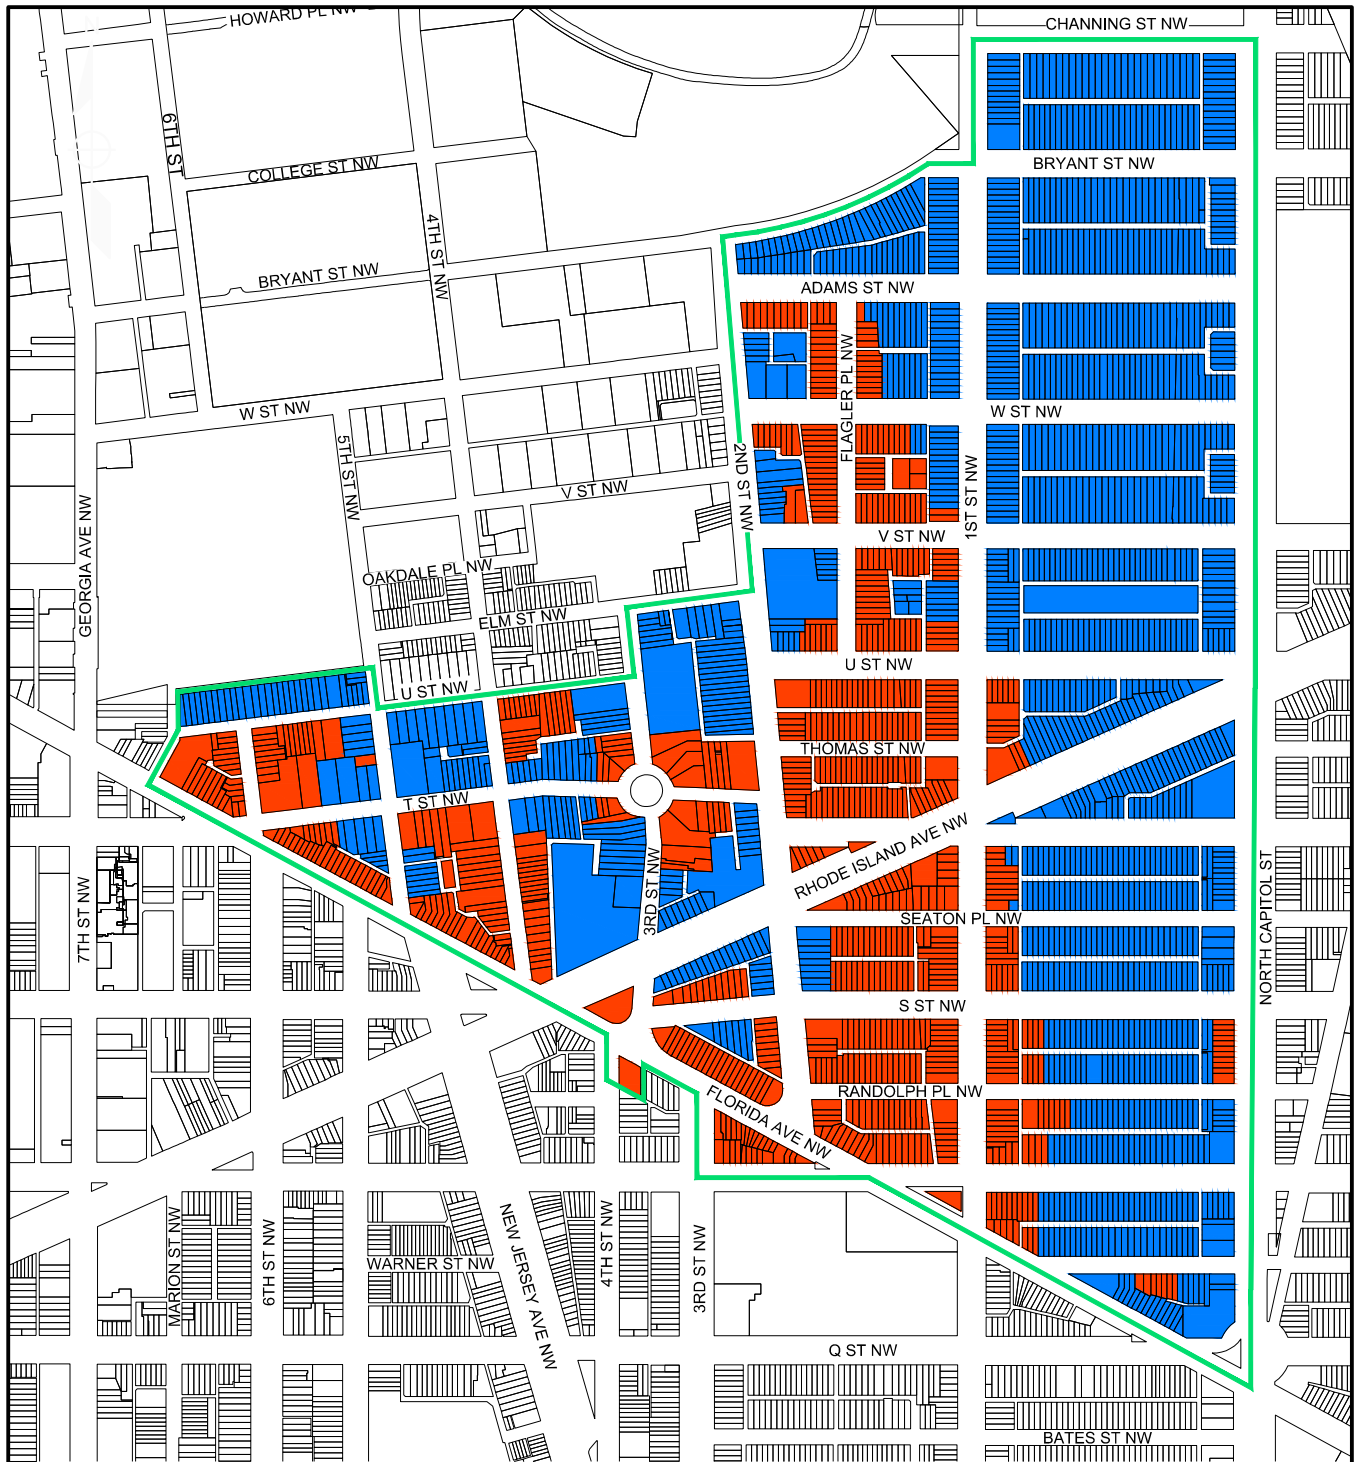 HOWARD PL NW
CHANNING ST NW
6TH ST
COLLEGE ST NW
BRYANT ST NW
4TH ST NW
BRYANT ST NW
ADAMS ST NW
FLAGLER PL NW
W ST NW
W ST NW
5TH ST NW
2ND ST NW
1ST ST NW
V ST NW
GEORGIA AVE NW
V ST NW
OAKDALE PL NW
ELM ST NW
U ST NW
U ST NW
THOMAS ST NW
T ST NW
RHODE ISLAND AVE NW
7TH ST NW
3RD ST NW
SEATON PL NW
NORTH CAPITOL ST
S ST NW
RANDOLPH PL NW
FLORIDA AVE NW
MARION ST NW
6TH ST NW
WARNER ST NW
NEW JERSEY AVE NW
4TH ST NW
3RD ST NW
Q ST NW
BATES ST NW